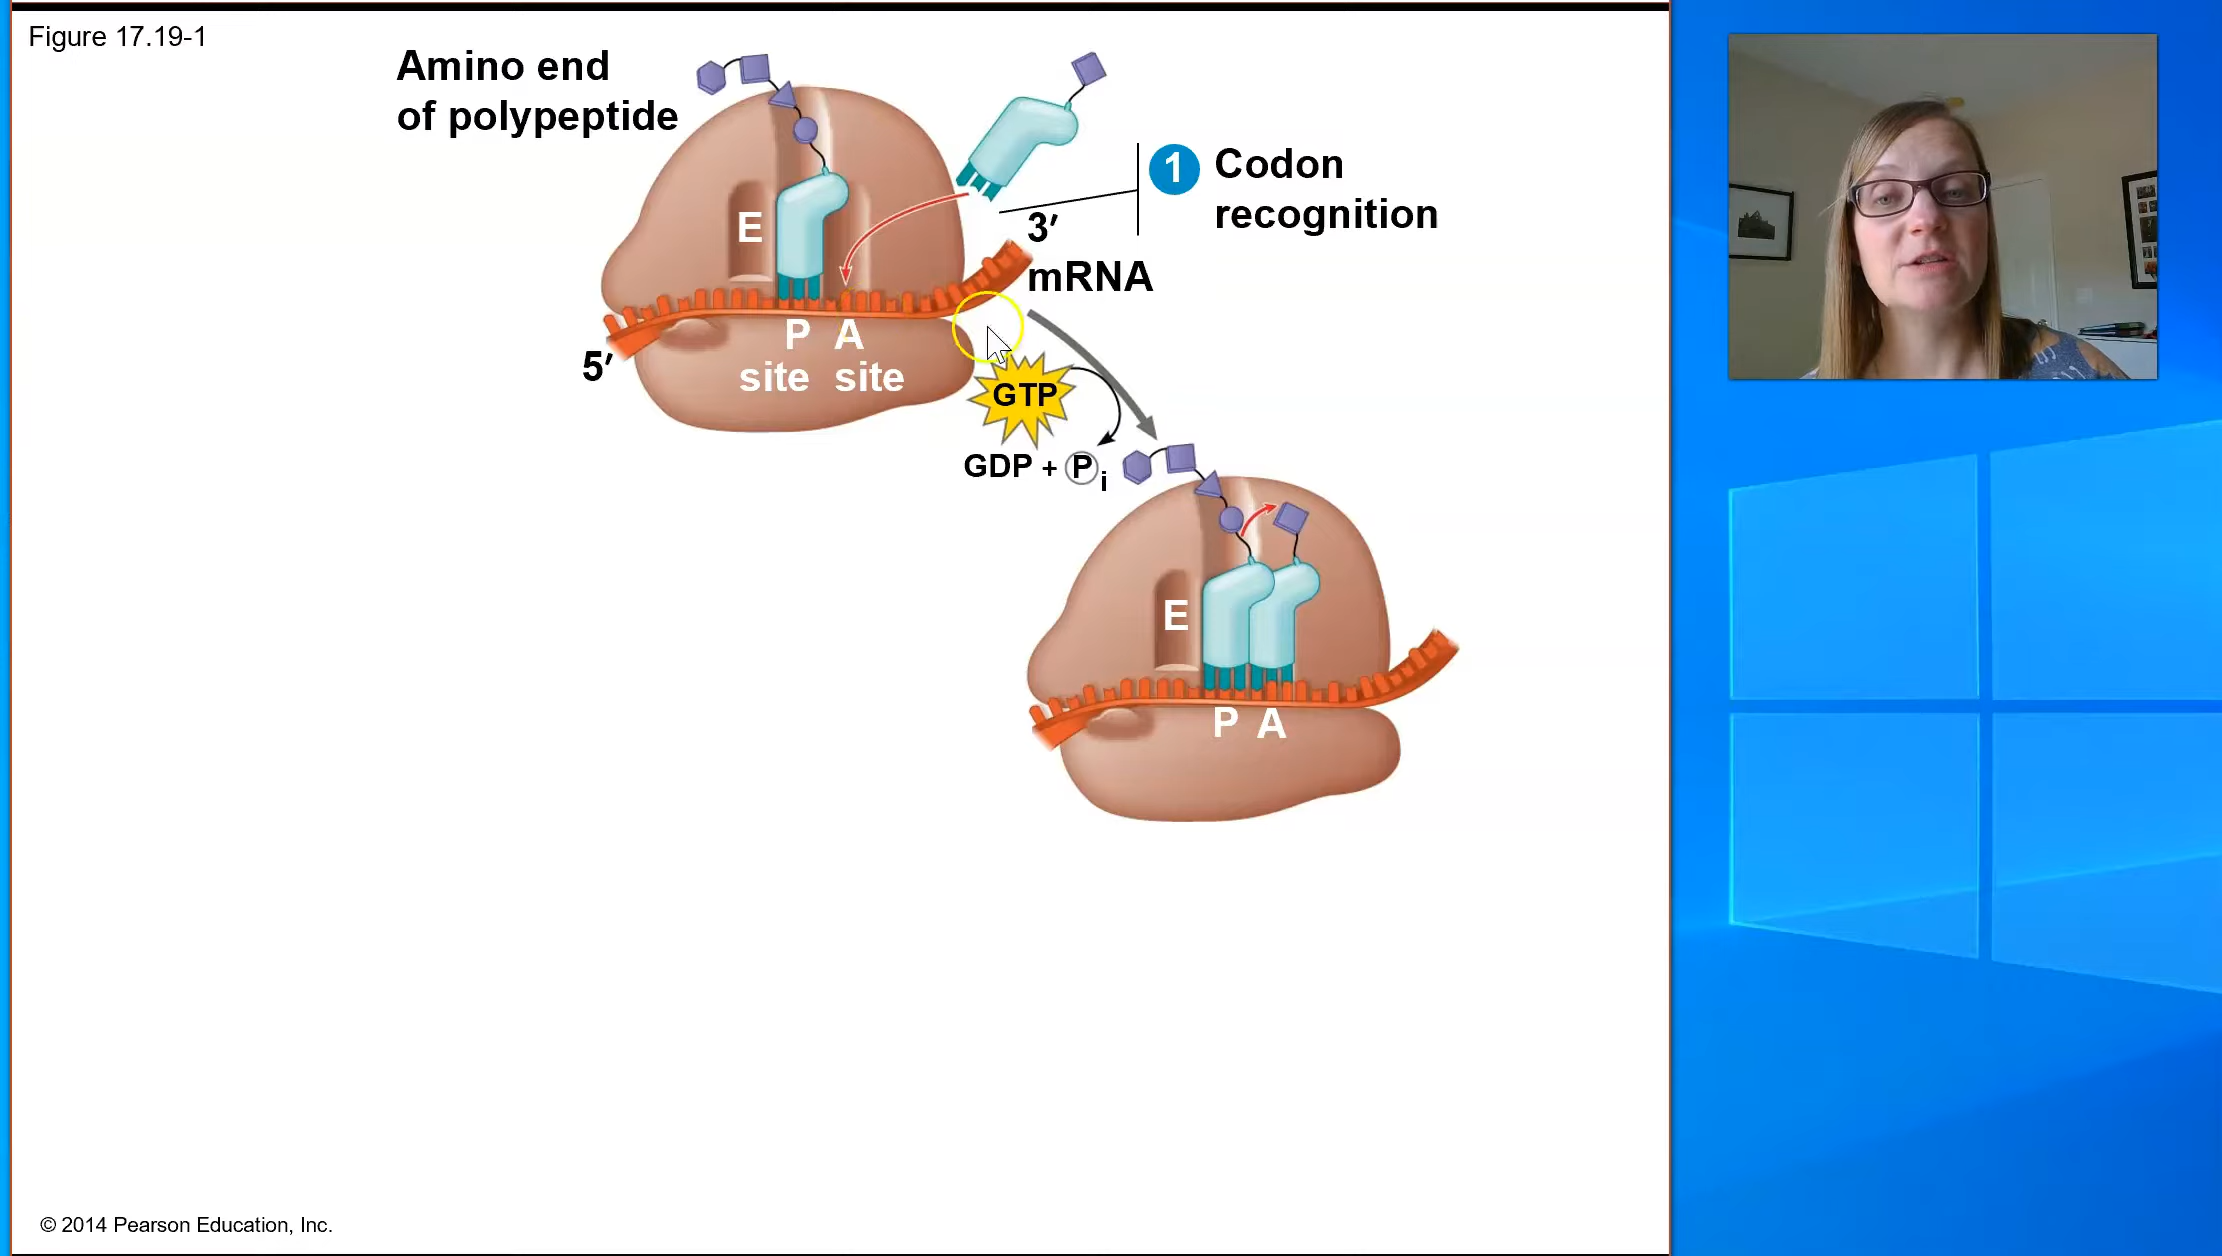 Figure 17.19-1
Amino end
of polypeptide
1 Codon
recognition
E
3′
mRNA
P A
site site
5′
GTP
GDP + P i
E
P A
© 2014 Pearson Education, Inc.